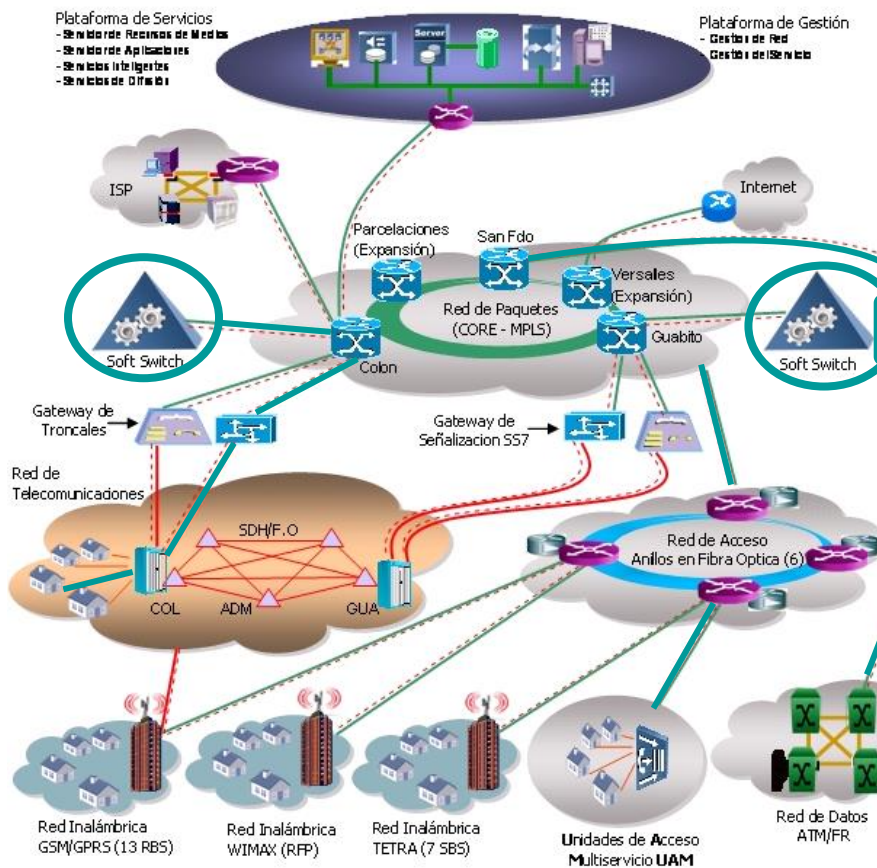 Plataforma de Servicios
- Servidor de Recursos de Medios
- Servidor de Aplicaciones
- Servicios Inteligentes
- Servicios de Difusión
Plataforma de Gestión
- Gestión de Red
Gestión del Servicio
Server
ISP
Internet
Parcelaciones
(Expansión)
San Fdo
Versalles
(Expansión)
Red de Paquetes
(CORE - MPLS)
Soft Switch
Colon
Guabito
Soft Switch
Gateway de
Troncales
Gateway de
Señalizacion SS7
Red de
Telecomunicaciones
SDH/F.O
COL
ADM
GUA
Red de Acceso
Anillos en Fibra Optica (6)
Red Inalámbrica
GSM/GPRS (13 RBS)
Red Inalámbrica
WIMAX (RFP)
Red Inalámbrica
TETRA (7 SBS)
Unidades de Acceso
Multiservicio UAM
Red de Datos
ATM/FR